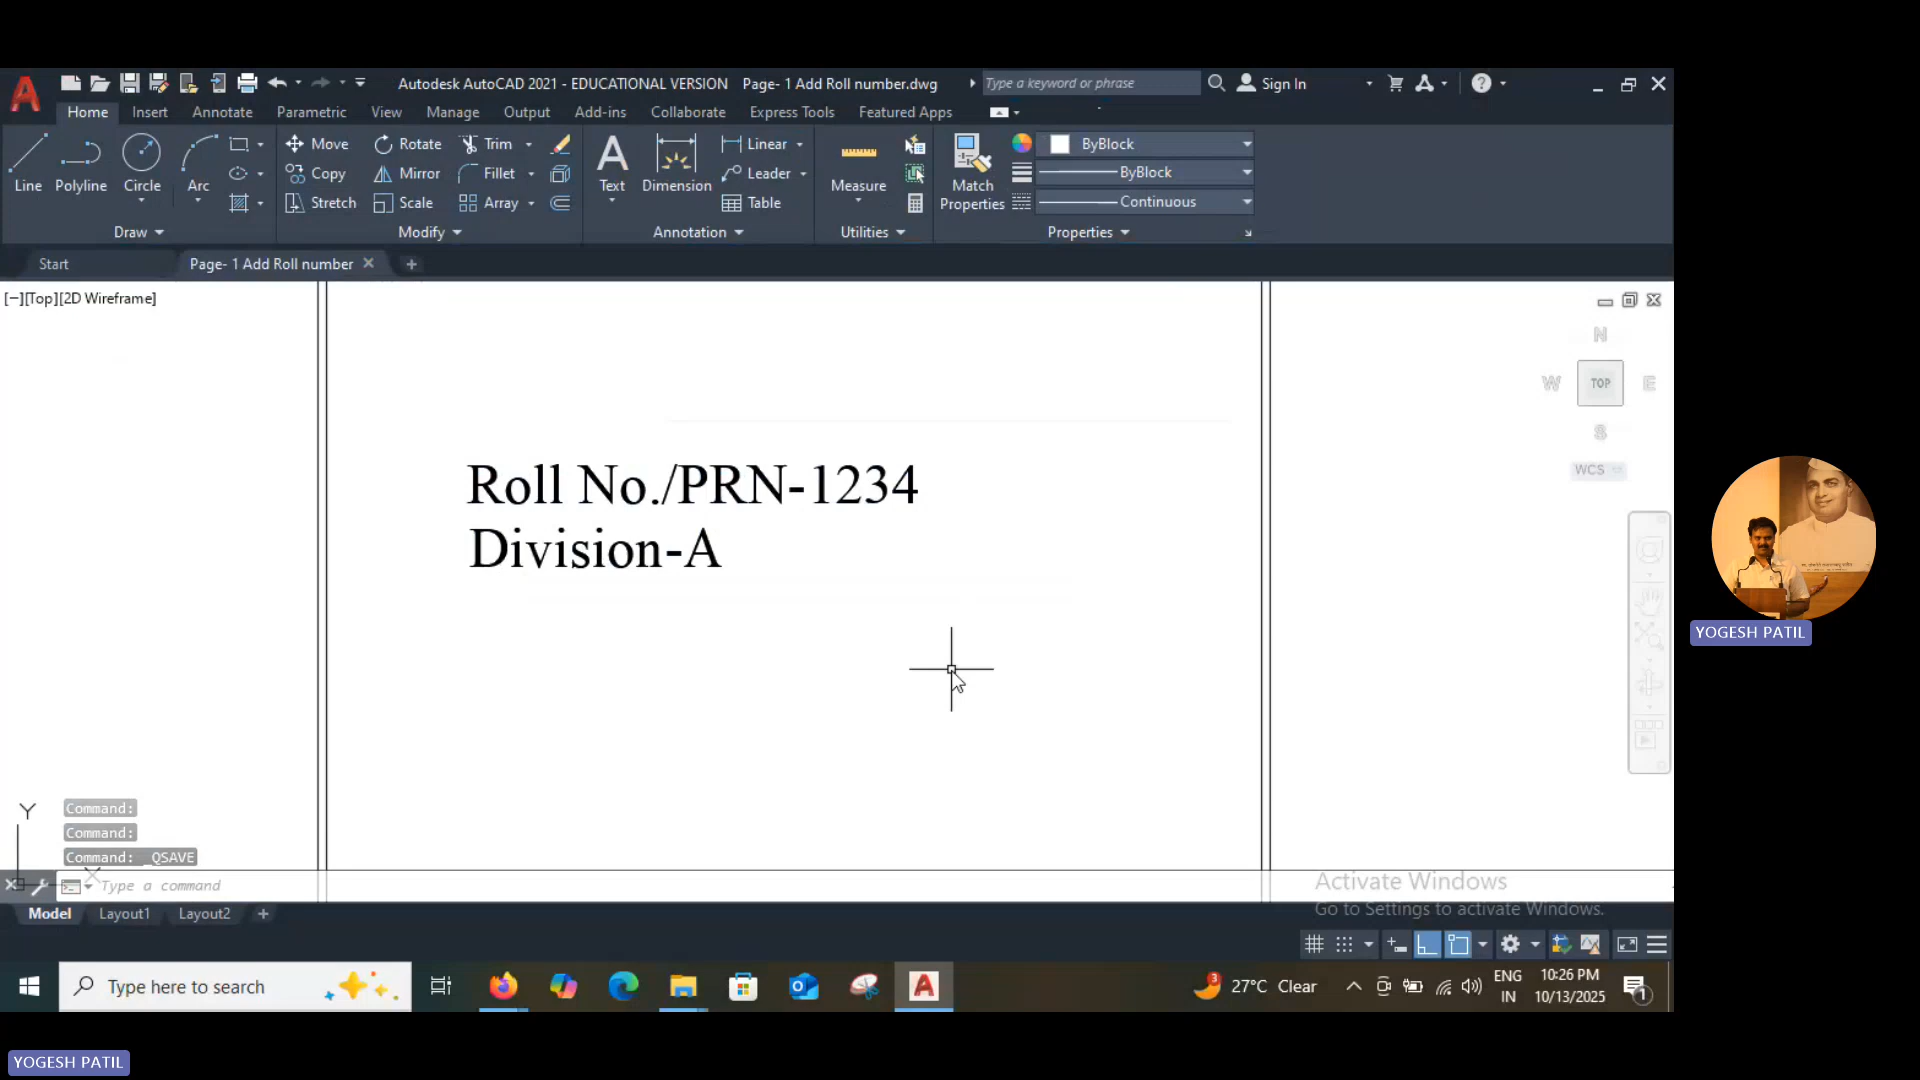 Autodesk AutoCAD 2021 - EDUCATIONAL VERSION Page- 1 Add Roll number.dwg
Type a keyword or phrase
Sign In
Home Insert Annotate Parametric View Manage Output Add-ins Collaborate Express Tools Featured Apps
Line Polyline Circle Arc
Move Rotate Trim
Copy Mirror Fillet
Stretch Scale Array
Text Dimension
Linear
Leader
Table
Measure
Match
Properties
ByBlock
ByBlock
Continuous
Draw Modify Annotation Utilities Properties
Start Page- 1 Add Roll number
[−][Top][2D Wireframe]
N
W TOP E
S
WCS
Roll No./PRN-1234
Division-A
YOGESH PATIL
Y
X
Command:
Command:
Command: _QSAVE
Type a command
Activate Windows
Go to Settings to activate Windows.
Model Layout1 Layout2
Type here to search
3
27°C Clear
ENG
IN
10:26 PM
10/13/2025
1
YOGESH PATIL